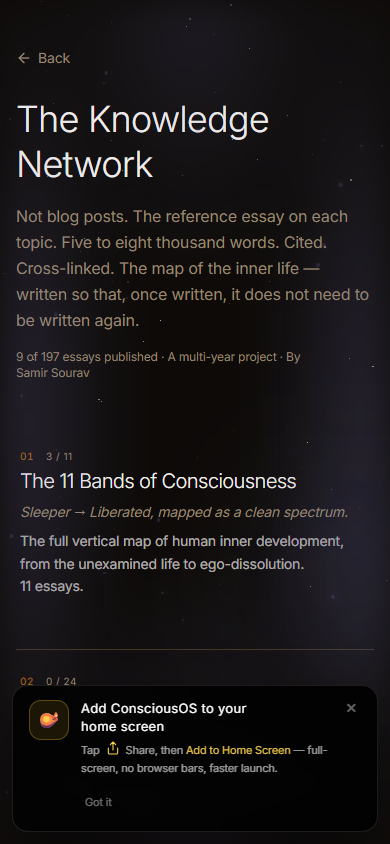 ← Back
The Knowledge
Network
Not blog posts. The reference essay on each
topic. Five to eight thousand words. Cited.
Cross-linked. The map of the inner life —
written so that, once written, it does not need to
be written again.
9 of 197 essays published · A multi-year project · By
Samir Sourav
01 3 / 11
The 11 Bands of Consciousness
Sleeper → Liberated, mapped as a clean spectrum.
The full vertical map of human inner development,
from the unexamined life to ego-dissolution.
11 essays.
02 0 / 24
Add ConsciousOS to your
home screen
Tap Share, then Add to Home Screen — full-
screen, no browser bars, faster launch.
Got it